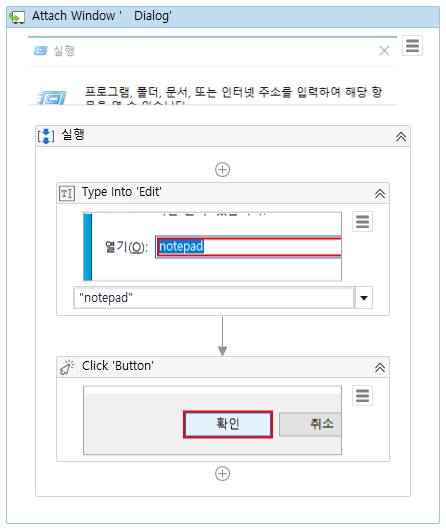 Attach Window '    Dialog'
실행
프로그램, 폴더, 문서, 또는 인터넷 주소를 입력하여 해당 항
실행
Type Into 'Edit'
열기(O):
notepad
"notepad"
Click 'Button'
확인
취소